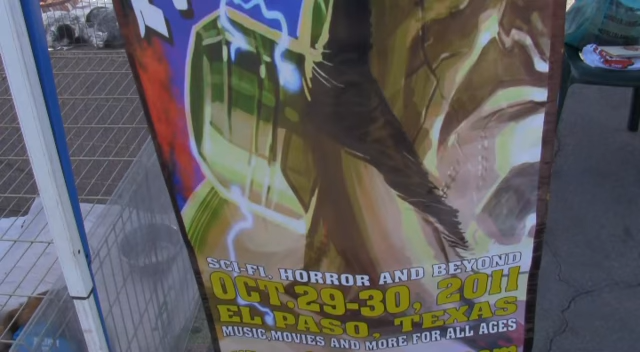 SCI-FI, HORROR AND BEYOND
OCT.29-30, 2011
EL PASO, TEXAS
MUSIC,MOVIES AND MORE FOR ALL AGES